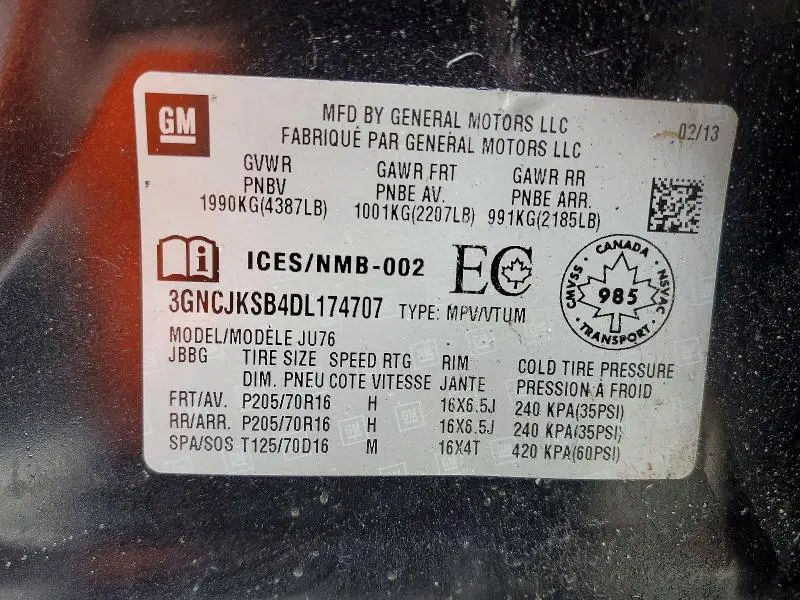 GM
MFD BY GENERAL MOTORS LLC
FABRIQUÉ PAR GENERAL MOTORS LLC
02/13
GVWR GAWR FRT GAWR RR
PNBV PNBE AV. PNBE ARR.
1990KG(4387LB) 1001KG(2207LB) 991KG(2185LB)
i ICES/NMB-002 EC
CANADA
CMVSS 985 NSVAC
TRANSPORT
3GNCJKSB4DL174707 TYPE: MPV/VTUM
MODEL/MODÈLE JU76
JBBG TIRE SIZE SPEED RTG RIM COLD TIRE PRESSURE
DIM. PNEU COTE VITESSE JANTE PRESSION À FROID
FRT/AV. P205/70R16 H 16X6.5J 240 KPA(35PSI)
RR/ARR. P205/70R16 H 16X6.5J 240 KPA(35PSI)
SPA/SOS T125/70D16 M 16X4T 420 KPA(60PSI)